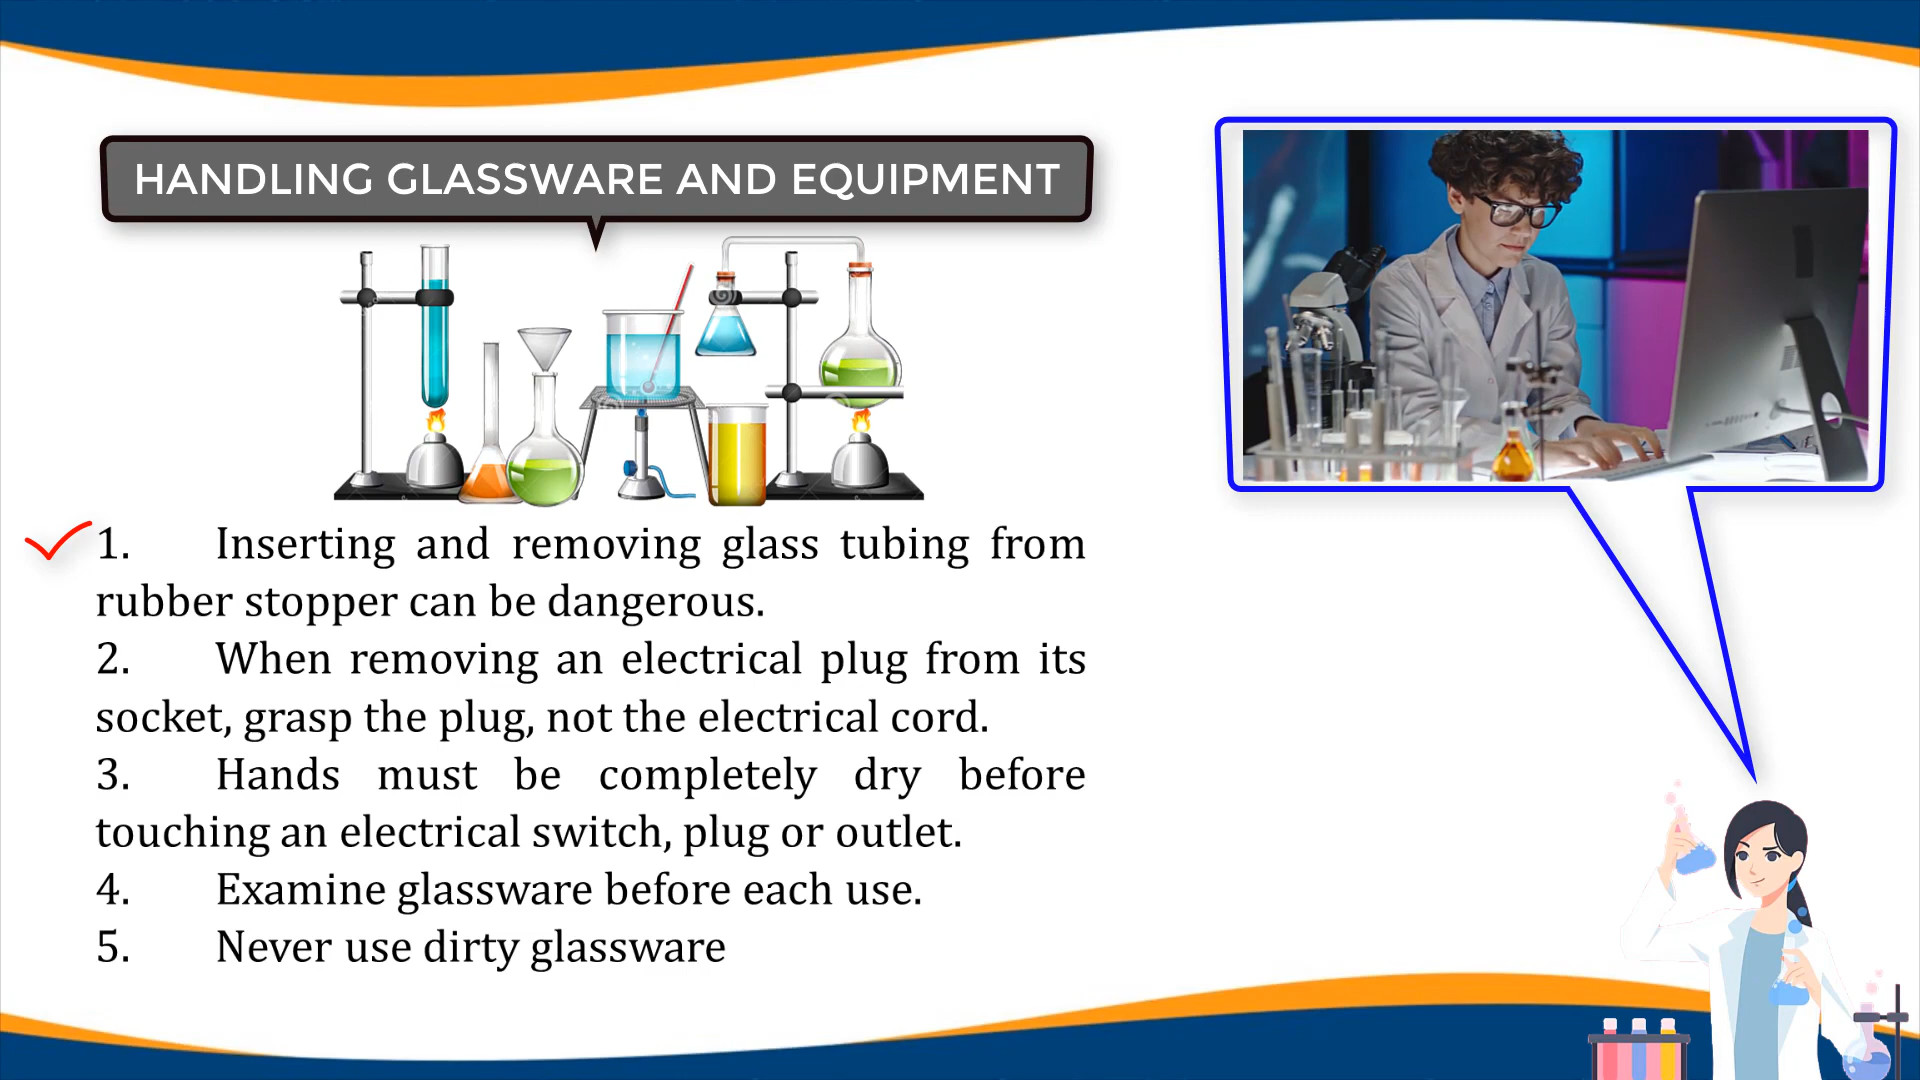 HANDLING GLASSWARE AND EQUIPMENT
1. Inserting and removing glass tubing from
rubber stopper can be dangerous.
2. When removing an electrical plug from its
socket, grasp the plug, not the electrical cord.
3. Hands must be completely dry before
touching an electrical switch, plug or outlet.
4. Examine glassware before each use.
5. Never use dirty glassware